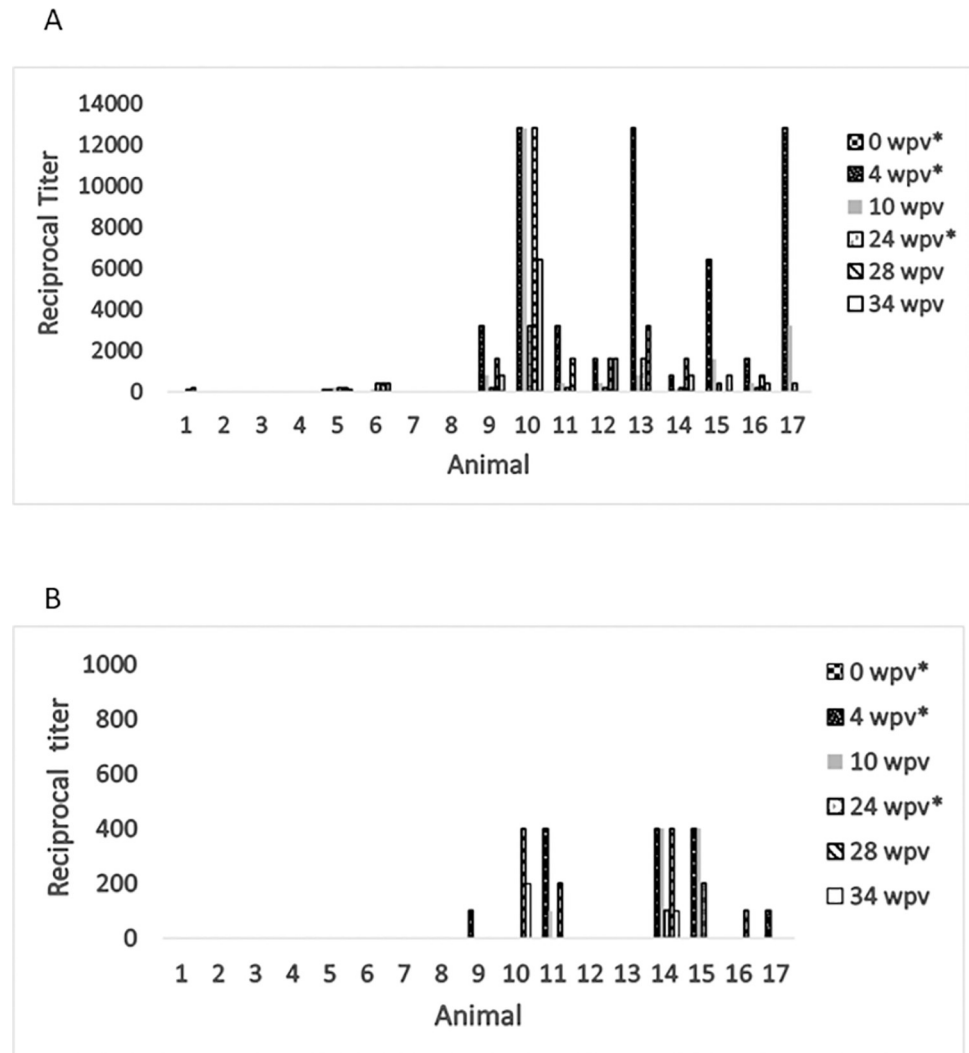 A
14000
12000
10000
8000
6000
4000
2000
0
Reciprocal Titer
1 2 3 4 5 6 7 8 9 10 11 12 13 14 15 16 17
Animal
0 wpv*
4 wpv*
10 wpv
24 wpv*
28 wpv
34 wpv
B
1000
800
600
400
200
0
Reciprocal titer
1 2 3 4 5 6 7 8 9 10 11 12 13 14 15 16 17
Animal
0 wpv*
4 wpv*
10 wpv
24 wpv*
28 wpv
34 wpv